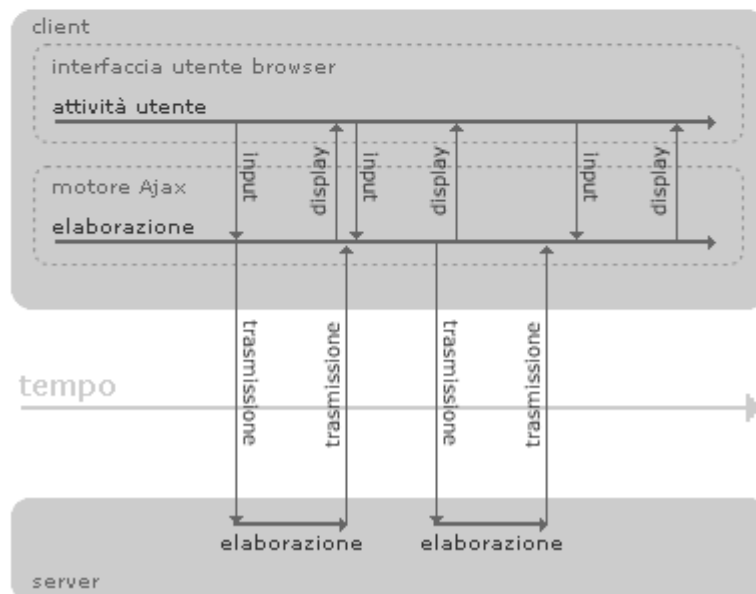 client
interfaccia utente browser
attività utente
input
display
input
display
input
display
motore Ajax
elaborazione
trasmissione
trasmissione
trasmissione
trasmissione
tempo
elaborazione
elaborazione
server